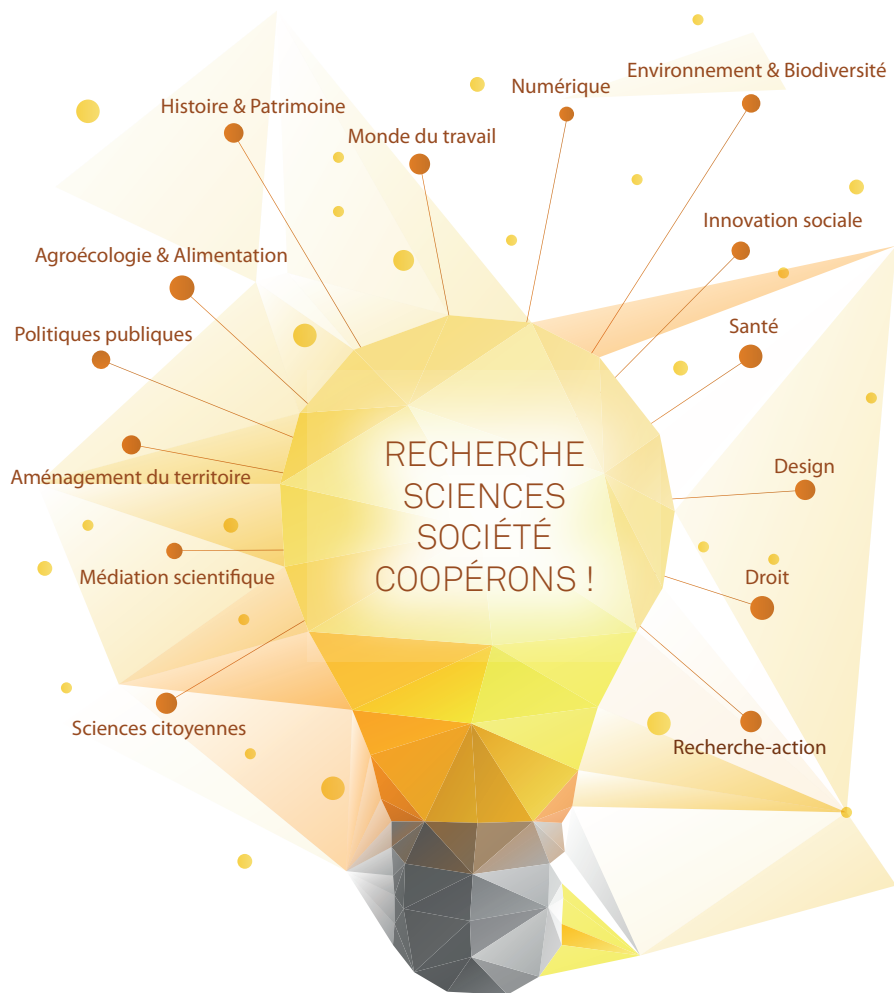 Environnement & Biodiversité
Numérique
Histoire & Patrimoine
Monde du travail
Innovation sociale
Agroécologie & Alimentation
Santé
Politiques publiques
RECHERCHE
SCIENCES
SOCIÉTÉ
COOPÉRONS !
Design
Aménagement du territoire
Médiation scientifique
Droit
Sciences citoyennes
Recherche-action